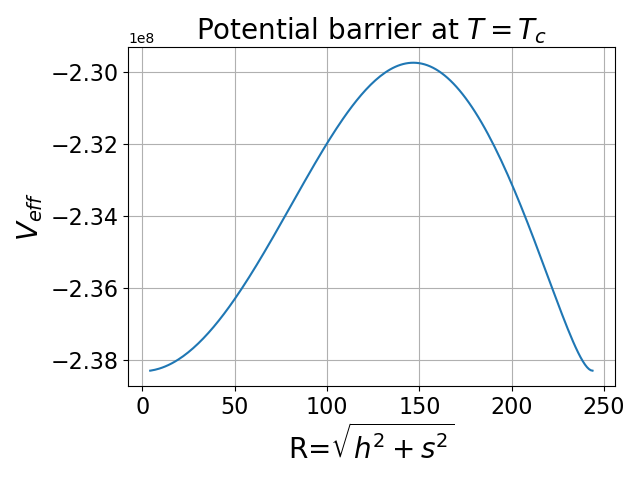 Potential barrier at T = T_c
1e8
−2.30
−2.32
−2.34
−2.36
−2.38
V_eff
0 50 100 150 200 250
R=√h² + s²